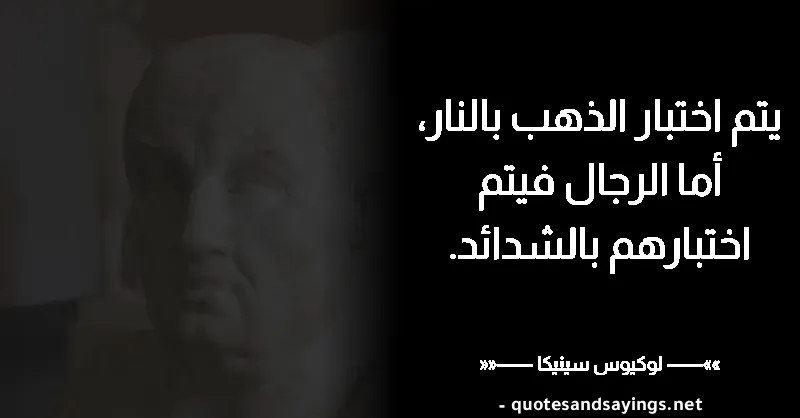 يتم اختبار الذهب بالنار،
أما الرجال فيتم
اختبارهم بالشدائد.
»»—— لوكيوس سينيكا ——««
- quotesandsayings.net